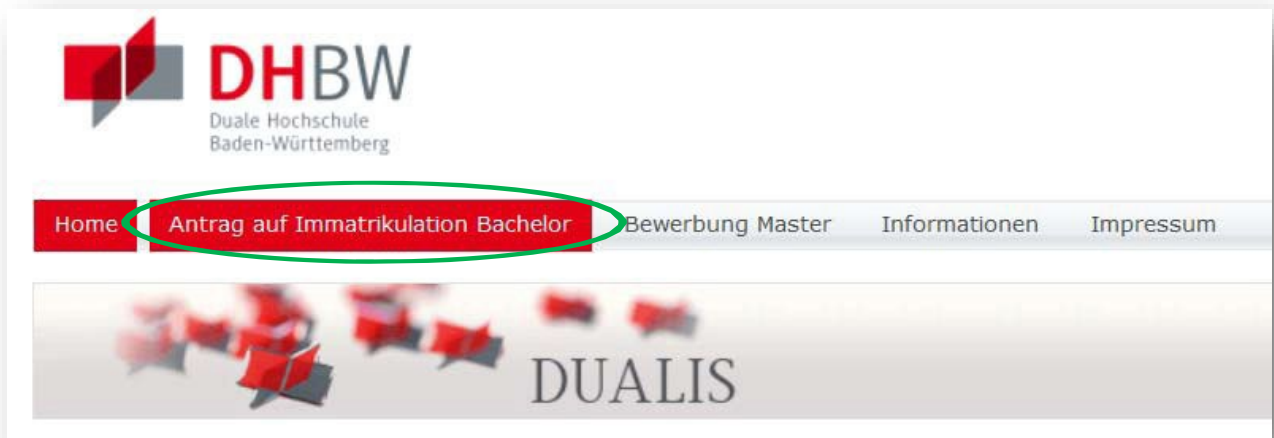 DHBW
Duale Hochschule
Baden-Württemberg
Home Antrag auf Immatrikulation Bachelor Bewerbung Master Informationen Impressum
DUALIS